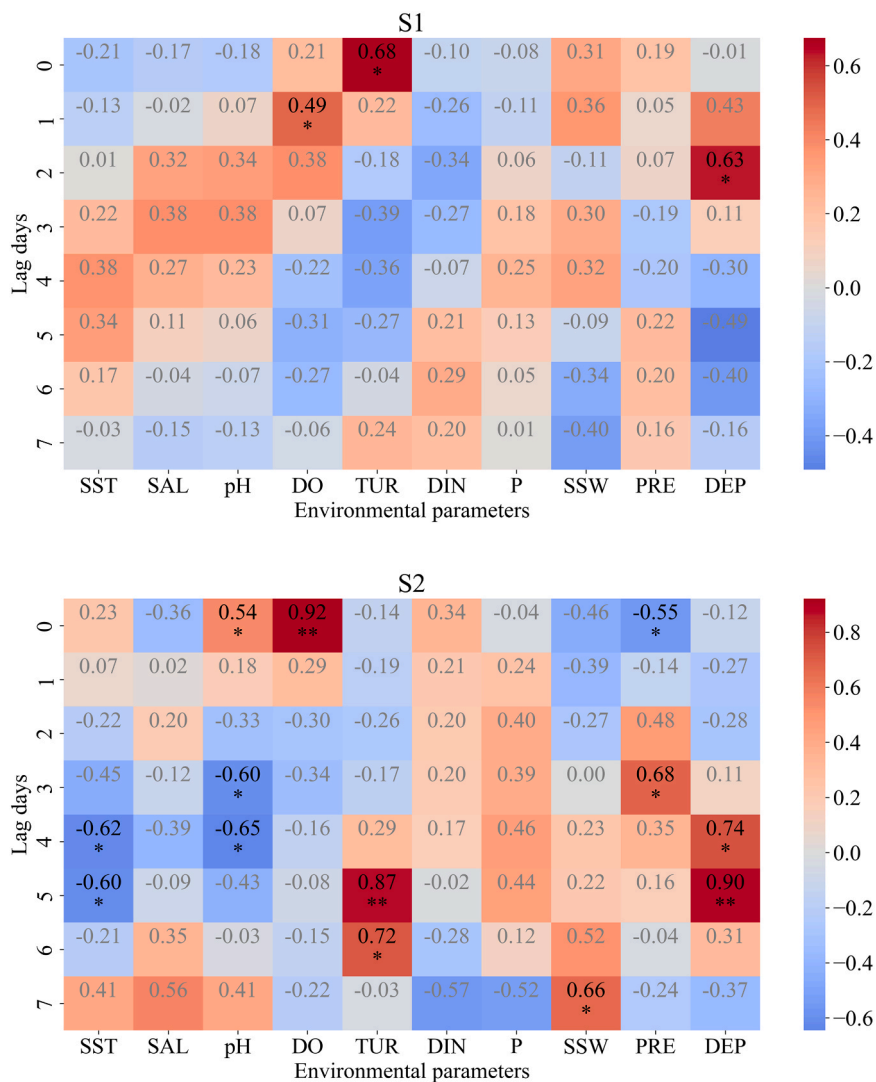 S1
0 -0.21 -0.17 -0.18 0.21 0.68 -0.10 -0.08 0.31 0.19 -0.01
*
1 -0.13 -0.02 0.07 0.49 0.22 -0.26 -0.11 0.36 0.05 0.43
*
2 0.01 0.32 0.34 0.38 -0.18 -0.34 0.06 -0.11 0.07 0.63
*
3 0.22 0.38 0.38 0.07 -0.39 -0.27 0.18 0.30 -0.19 0.11
4 0.38 0.27 0.23 -0.22 -0.36 -0.07 0.25 0.32 -0.20 -0.30
5 0.34 0.11 0.06 -0.31 -0.27 0.21 0.13 -0.09 0.22 -0.49
6 0.17 -0.04 -0.07 -0.27 -0.04 0.29 0.05 -0.34 0.20 -0.40
7 -0.03 -0.15 -0.13 -0.06 0.24 0.20 0.01 -0.40 0.16 -0.16
Lag days
SST SAL pH DO TUR DIN P SSW PRE DEP
Environmental parameters
0.6
0.4
0.2
0.0
−0.2
−0.4
S2
0 0.23 -0.36 0.54 0.92 -0.14 0.34 -0.04 -0.46 -0.55 -0.12
* ** *
1 0.07 0.02 0.18 0.29 -0.19 0.21 0.24 -0.39 -0.14 -0.27
2 -0.22 0.20 -0.33 -0.30 -0.26 0.20 0.40 -0.27 0.48 -0.28
3 -0.45 -0.12 -0.60 -0.34 -0.17 0.20 0.39 0.00 0.68 0.11
* *
4 -0.62 -0.39 -0.65 -0.16 0.29 0.17 0.46 0.23 0.35 0.74
* * *
5 -0.60 -0.09 -0.43 -0.08 0.87 -0.02 0.44 0.22 0.16 0.90
* ** **
6 -0.21 0.35 -0.03 -0.15 0.72 -0.28 0.12 0.52 -0.04 0.31
*
7 0.41 0.56 0.41 -0.22 -0.03 -0.57 -0.52 0.66 -0.24 -0.37
*
Lag days
SST SAL pH DO TUR DIN P SSW PRE DEP
Environmental parameters
0.8
0.6
0.4
0.2
0.0
−0.2
−0.4
−0.6